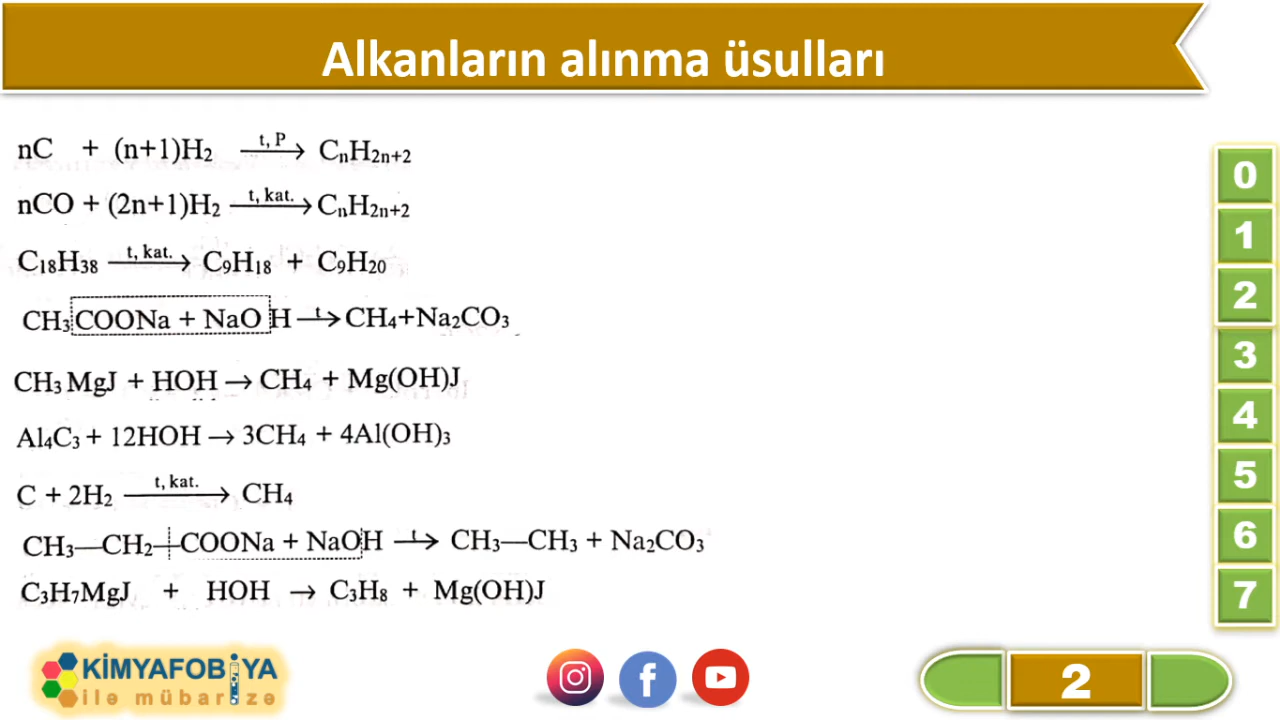 Alkanların alınma üsulları
nC + (n+1)H₂ t, P → CₙH₂ₙ₊₂
nCO + (2n+1)H₂ t, kat. → CₙH₂ₙ₊₂
C₁₈H₃₈ t, kat. → C₉H₁₈ + C₉H₂₀
CH₃COONa + NaOH t → CH₄+Na₂CO₃
CH₃MgJ + HOH → CH₄ + Mg(OH)J
Al₄C₃ + 12HOH → 3CH₄ + 4Al(OH)₃
C + 2H₂ t, kat. → CH₄
CH₃—CH₂—COONa + NaOH t → CH₃—CH₃ + Na₂CO₃
C₃H₇MgJ + HOH → C₃H₈ + Mg(OH)J
0
1
2
3
4
5
6
7
KİMYAFOBİYA
ilə mübarizə
2